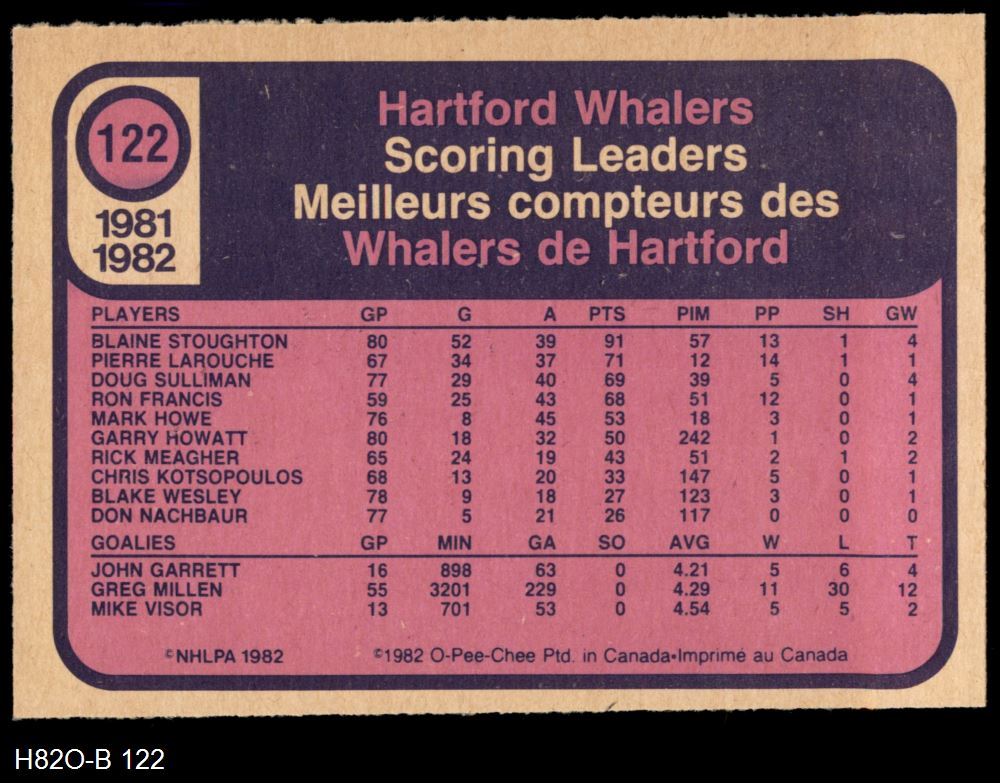 122
1981
1982
Hartford Whalers
Scoring Leaders
Meilleurs compteurs des
Whalers de Hartford
PLAYERS GP G A PTS PIM PP SH GW
BLAINE STOUGHTON 80 52 39 91 57 13 1 4
PIERRE LAROUCHE 67 34 37 71 12 14 1 1
DOUG SULLIMAN 77 29 40 69 39 5 0 4
RON FRANCIS 59 25 43 68 51 12 0 1
MARK HOWE 76 8 45 53 18 3 0 1
GARRY HOWATT 80 18 32 50 242 1 0 2
RICK MEAGHER 65 24 19 43 51 2 1 2
CHRIS KOTSOPOULOS 68 13 20 33 147 5 0 1
BLAKE WESLEY 78 9 18 27 123 3 0 1
DON NACHBAUR 77 5 21 26 117 0 0 0
GOALIES GP MIN GA SO AVG W L T
JOHN GARRETT 16 898 63 0 4.21 5 6 4
GREG MILLEN 55 3201 229 0 4.29 11 30 12
MIKE VISOR 13 701 53 0 4.54 5 5 2
©NHLPA 1982 ©1982 O-Pee-Chee Ptd. in Canada•Imprimé au Canada
H82O-B 122